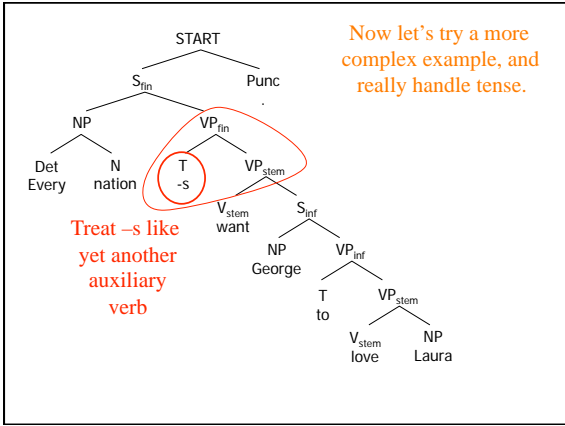 START
Now let's try a more
complex example, and
really handle tense.
S_fin Punc
.
NP VP_fin
Det N T VP_stem
Every nation -s
V_stem S_inf
want
Treat –s like
yet another
auxiliary
verb
NP VP_inf
George
T VP_stem
to
V_stem NP
love Laura